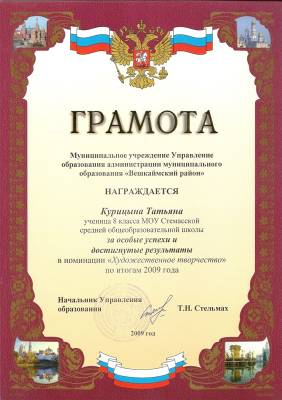 ГРАМОТА
Муниципальное учреждение Управление
образования администрации муниципального
образования «Вешкаймский район»
НАГРАЖДАЕТСЯ
Курицына Татьяна
ученица 8 класса МОУ Стемасской
средней общеобразовательной школы
за особые успехи и
достигнутые результаты
в номинации «Художественное творчество»
по итогам 2009 года
Начальник Управления
образования Т.Н. Стельмах
2009 год